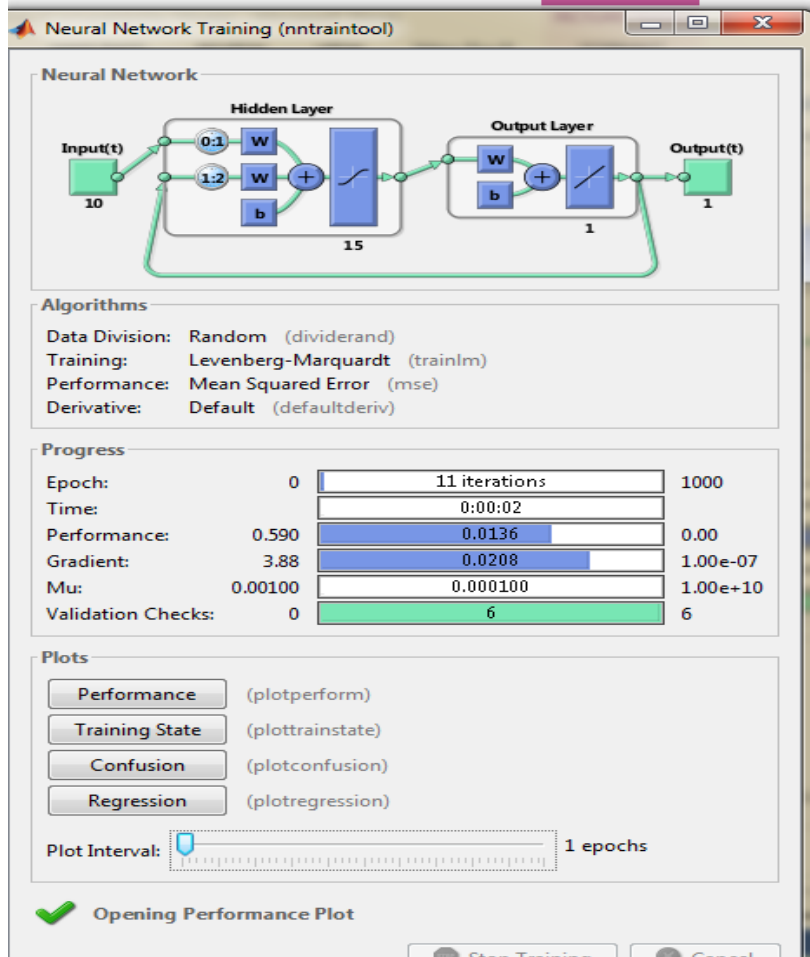 Neural Network Training (nntraintool)
Neural Network
Hidden Layer
Output Layer
Input(t)
0:1 W
W
Output(t)
1:2 W +
+
b
b
10
15
1
1
Algorithms
Data Division: Random (dividerand)
Training: Levenberg-Marquardt (trainlm)
Performance: Mean Squared Error (mse)
Derivative: Default (defaultderiv)
Progress
Epoch: 0 11 iterations 1000
Time: 0:00:02
Performance: 0.590 0.0136 0.00
Gradient: 3.88 0.0208 1.00e-07
Mu: 0.00100 0.000100 1.00e+10
Validation Checks: 0 6 6
Plots
Performance (plotperform)
Training State (plottrainstate)
Confusion (plotconfusion)
Regression (plotregression)
Plot Interval: 1 epochs
Opening Performance Plot
Stop Training Cancel